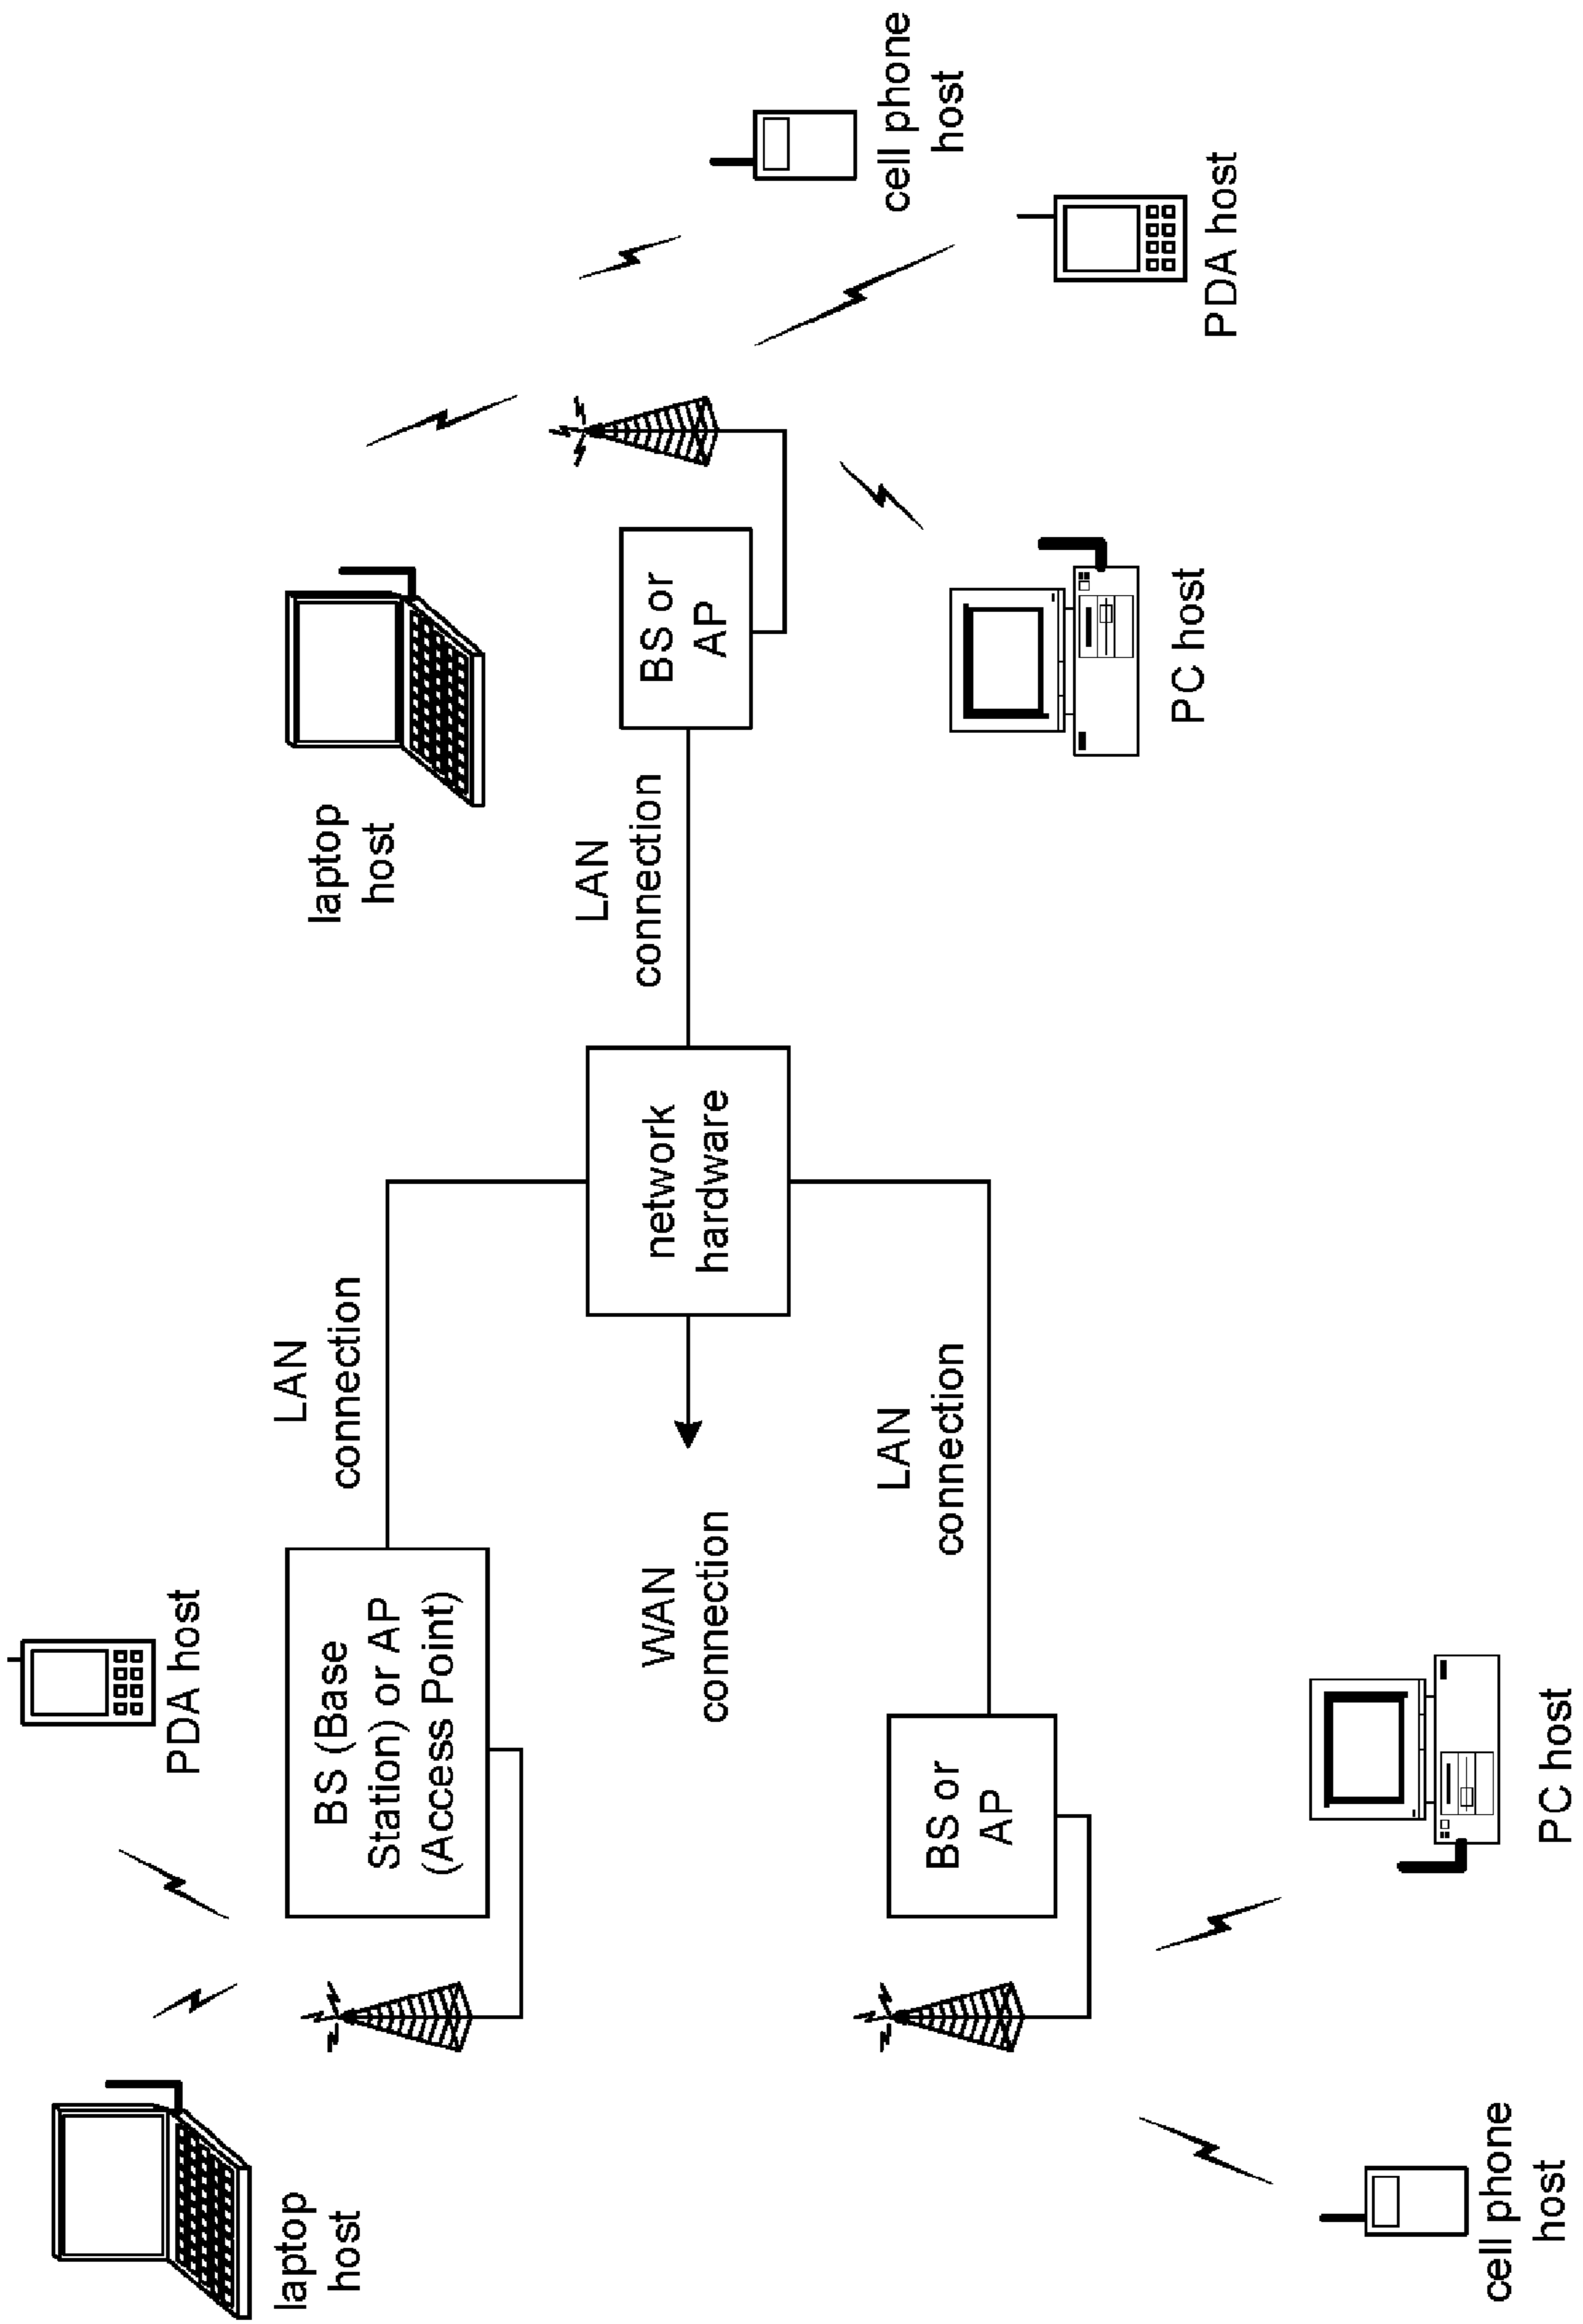 laptop
host
PDA host
BS (Base
Station) or AP
(Access Point)
LAN
connection
laptop
host
LAN
connection
BS or
AP
cell phone
host
WAN
connection
network
hardware
PDA host
BS or
AP
LAN
connection
PC host
cell phone
host
PC host